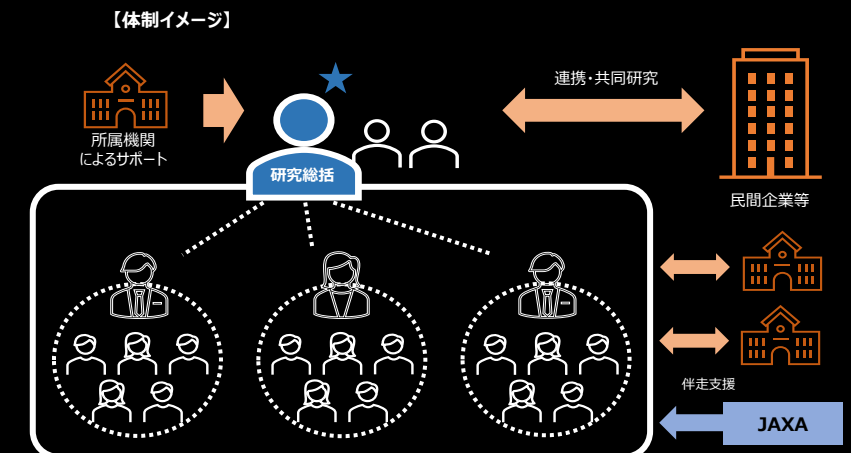 【体制イメージ】
連携・共同研究
所属機関
によるサポート
研究総括
民間企業等
伴走支援
JAXA